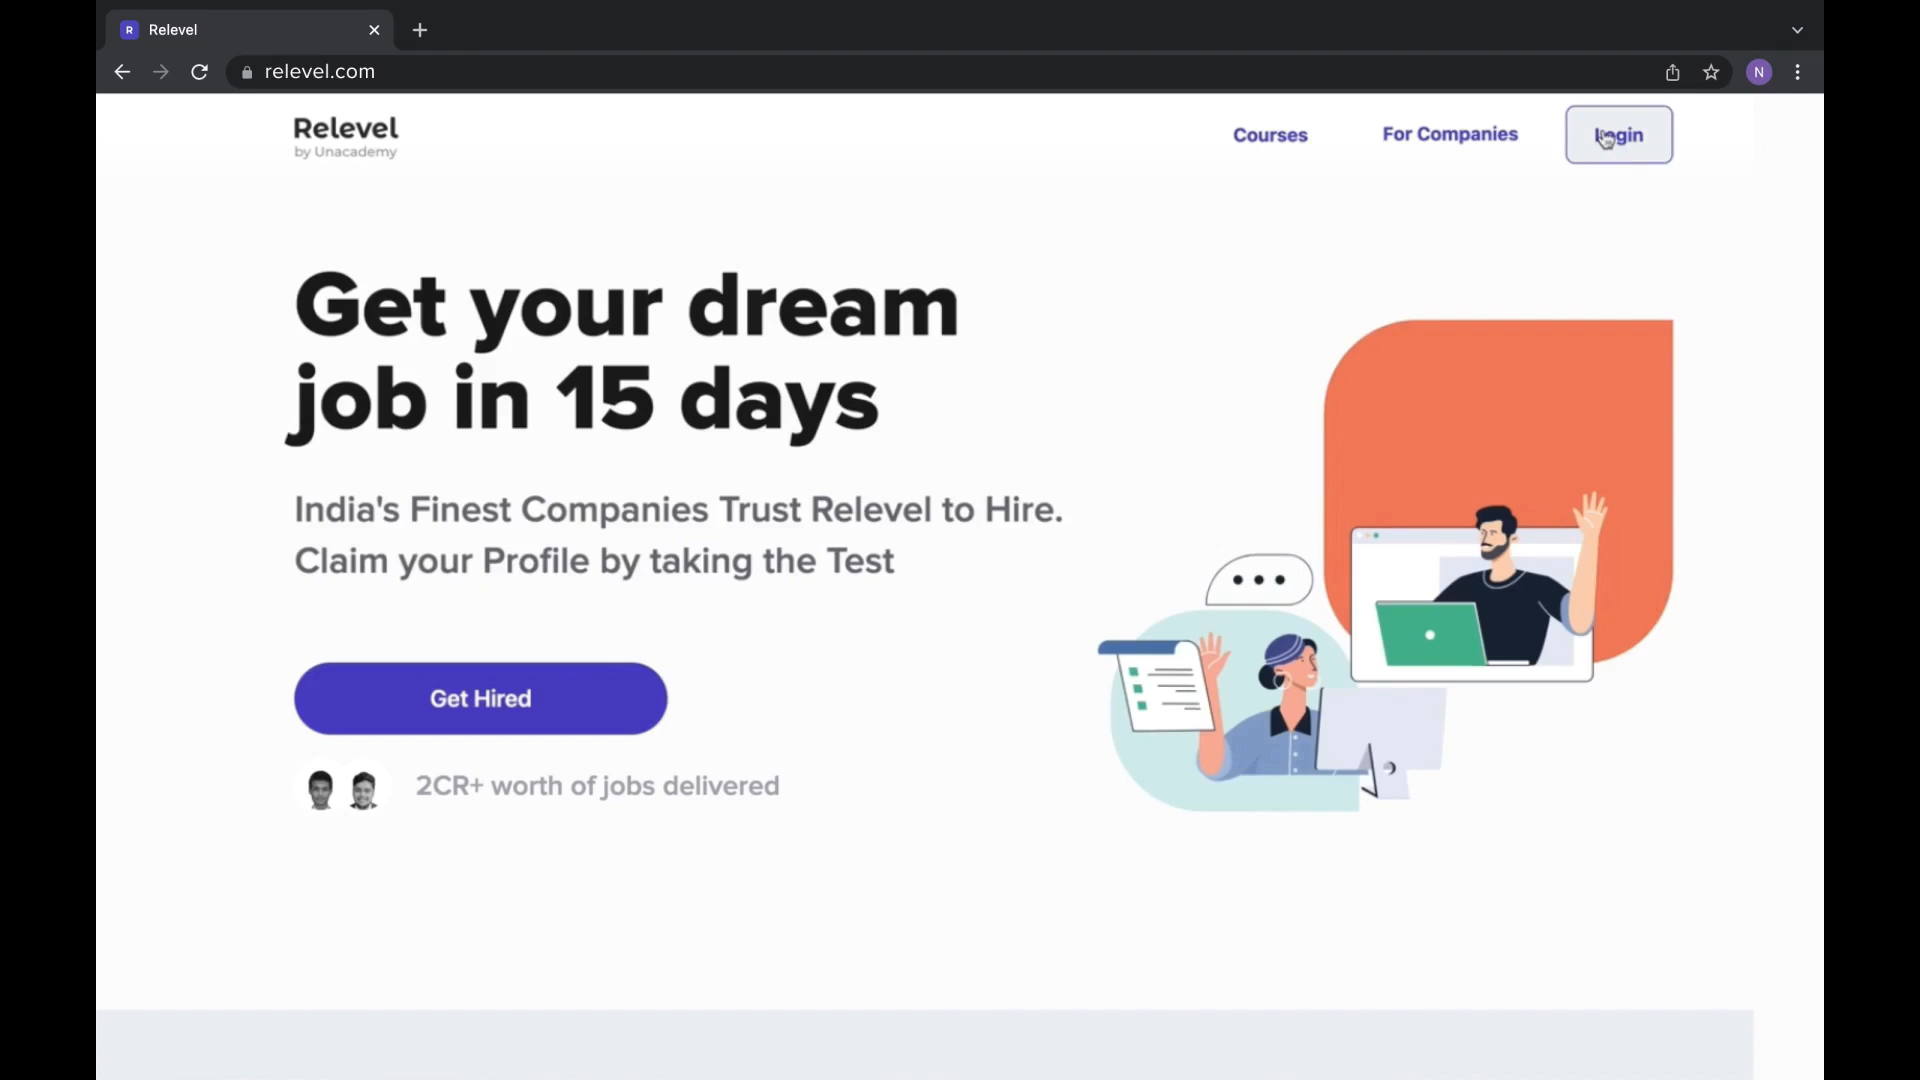 R Relevel
relevel.com
N
Relevel
by Unacademy
Courses
For Companies
Login
Get your dream
job in 15 days
India's Finest Companies Trust Relevel to Hire.
Claim your Profile by taking the Test
Get Hired
2CR+ worth of jobs delivered